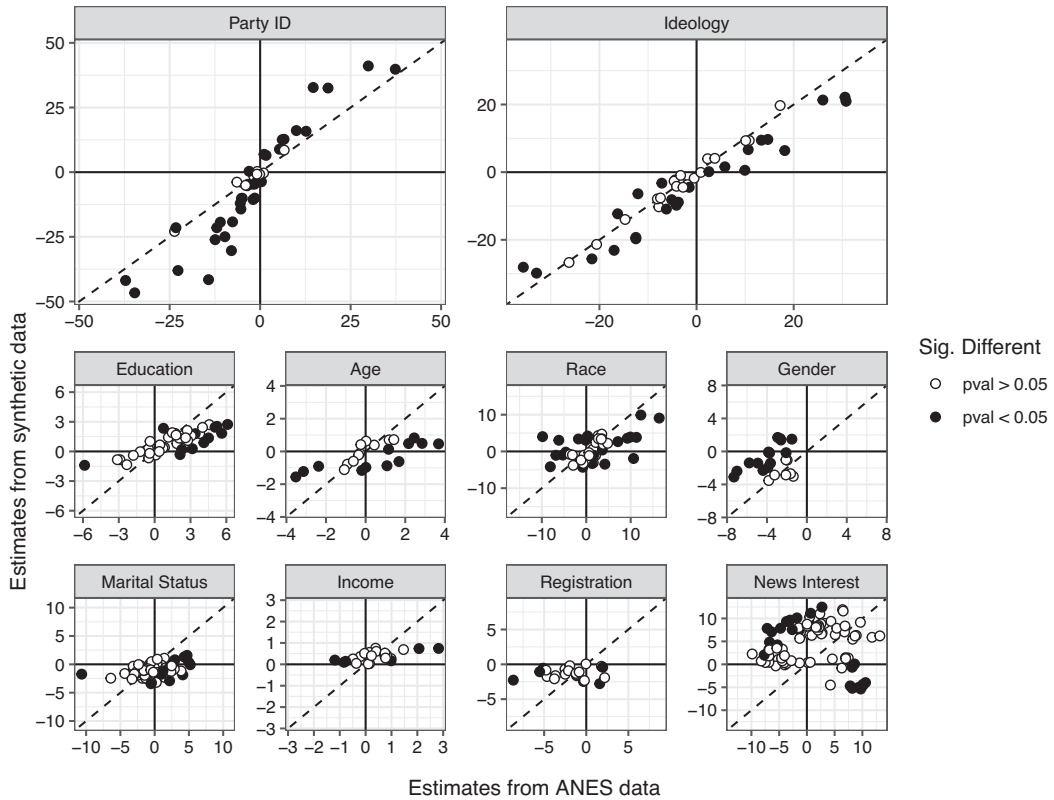 Party ID
Ideology
50
25
0
−25
−50
−50 −25 0 25 50
20
0
−20
−20 0 20
Estimates from synthetic data
Education
Age
Race
Gender
6
3
0
−3
−6
−6 −3 0 3 6
4
2
0
−2
−4
−4 −2 0 2 4
10
0
−10
−10 0 10
8
4
0
−4
−8
−8 −4 0 4 8
Sig. Different
pval > 0.05
pval < 0.05
Marital Status
Income
Registration
News Interest
10
5
0
−5
−10
−10 −5 0 5 10
3
2
1
0
−1
−2
−3
−3 −2 −1 0 1 2 3
5
0
−5
−5 0 5
10
5
0
−5
−10
−10 −5 0 5 10
Estimates from ANES data